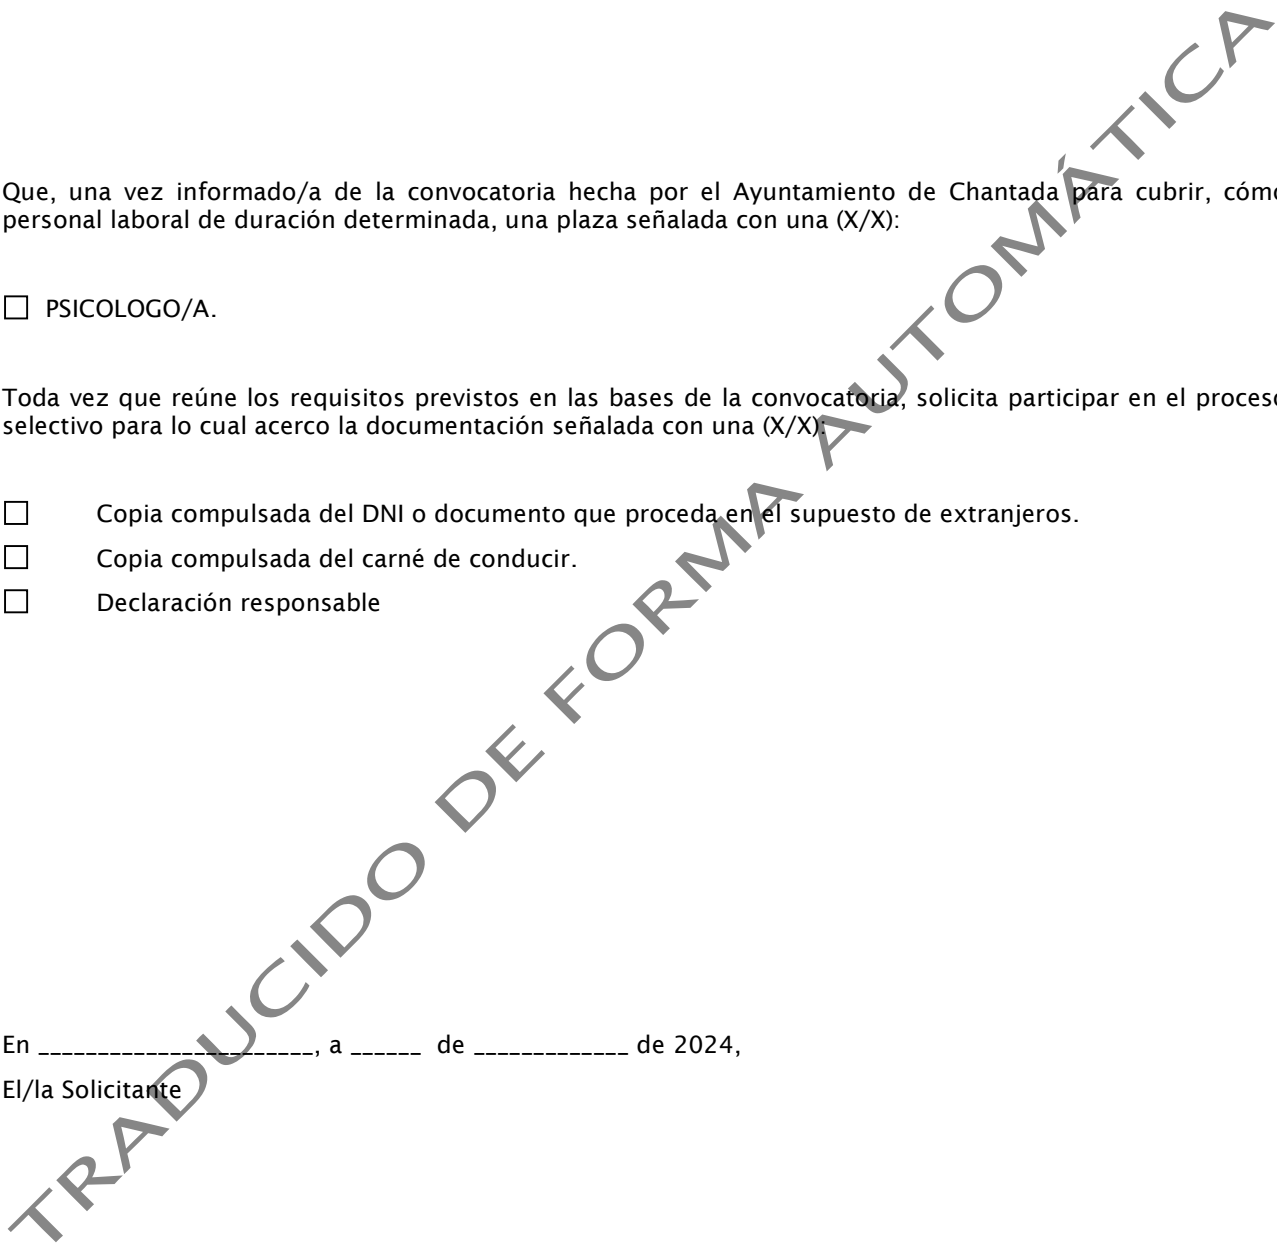 Que, una vez informado/a de la convocatoria hecha por el Ayuntamiento de Chantada para cubrir, cómo
personal laboral de duración determinada, una plaza señalada con una (X/X):
☐ PSICOLOGO/A.
Toda vez que reúne los requisitos previstos en las bases de la convocatoria, solicita participar en el proceso
selectivo para lo cual acerco la documentación señalada con una (X/X):
☐ Copia compulsada del DNI o documento que proceda en el supuesto de extranjeros.
☐ Copia compulsada del carné de conducir.
☐ Declaración responsable
En _______________________, a ______ de _____________ de 2024,
El/la Solicitante
TRADUCIDO DE FORMA AUTOMÁTICA